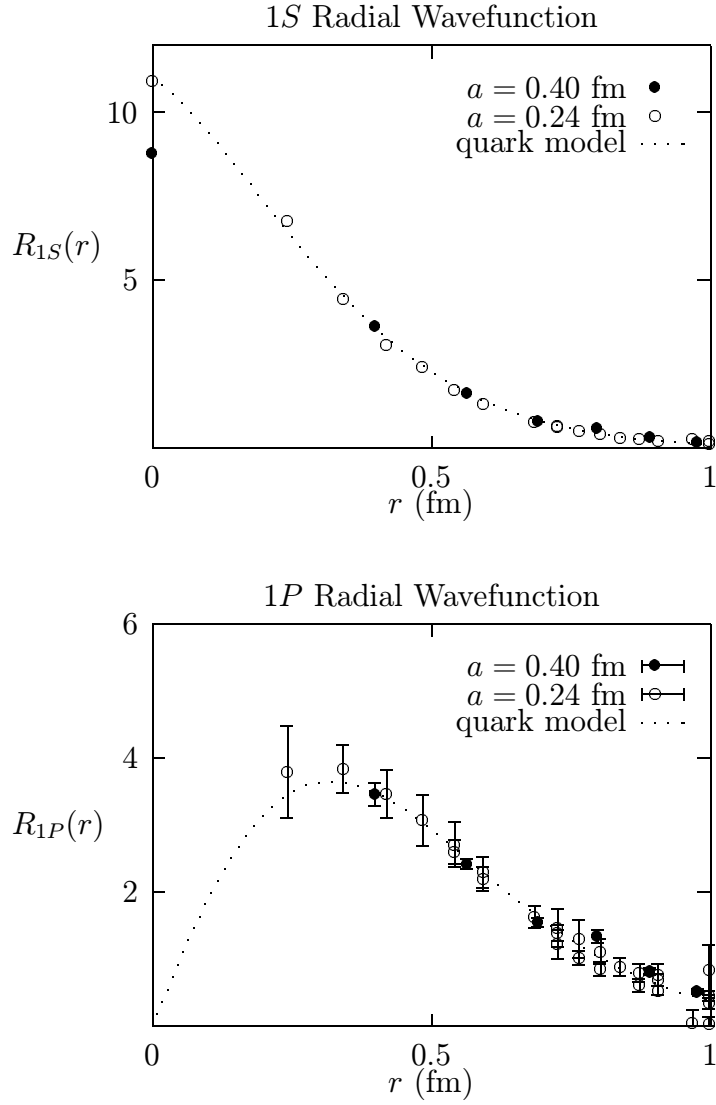 1S Radial Wavefunction
a = 0.40 fm
a = 0.24 fm
quark model
10
5
R1S(r)
0
0.5
1
r (fm)
1P Radial Wavefunction
a = 0.40 fm
a = 0.24 fm
quark model
6
4
2
R1P(r)
0
0.5
1
r (fm)